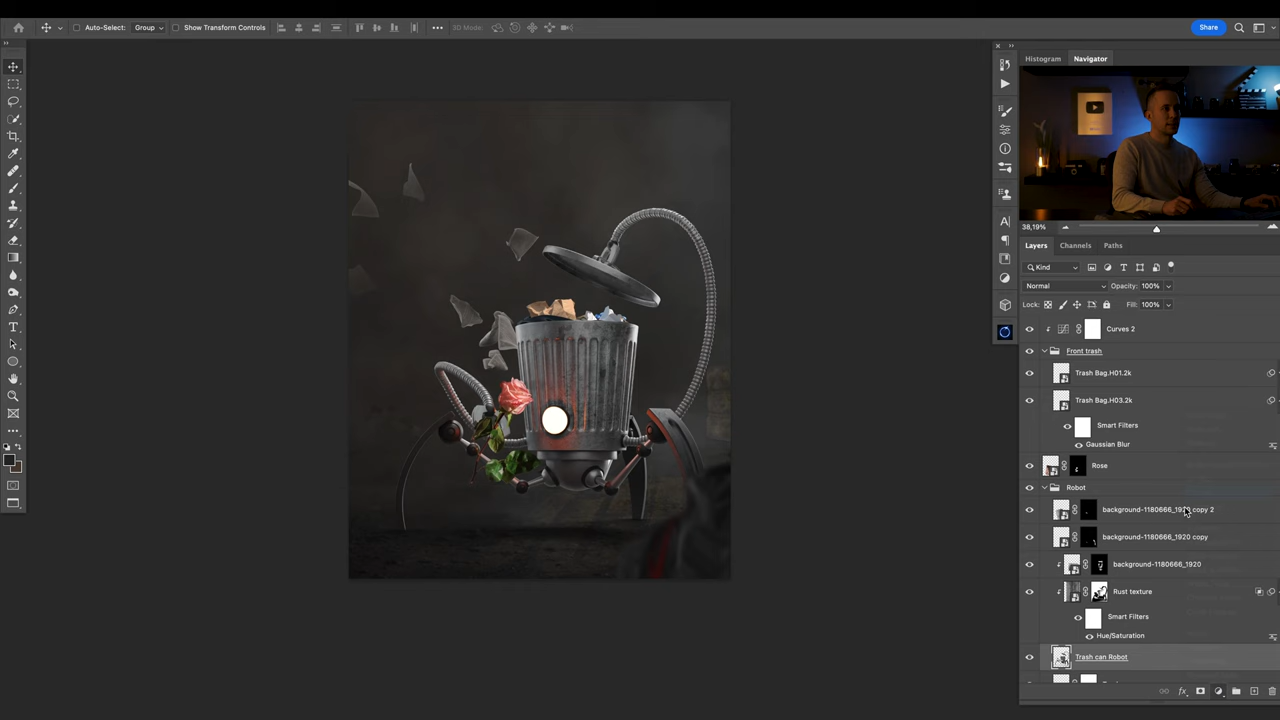 Auto-Select: Group Show Transform Controls 3D Mode: Share
Histogram Navigator
38,19%
Layers Channels Paths
Kind
Normal Opacity: 100%
Lock: Fill: 100%
Curves 2
Front trash
Trash Bag.H01.2k
Trash Bag.H03.2k
Smart Filters
Gaussian Blur
Rose
Robot
background-1180666_1920 copy 2
background-1180666_1920 copy
background-1180666_1920
Rust texture
Smart Filters
Hue/Saturation
Trash can Robot